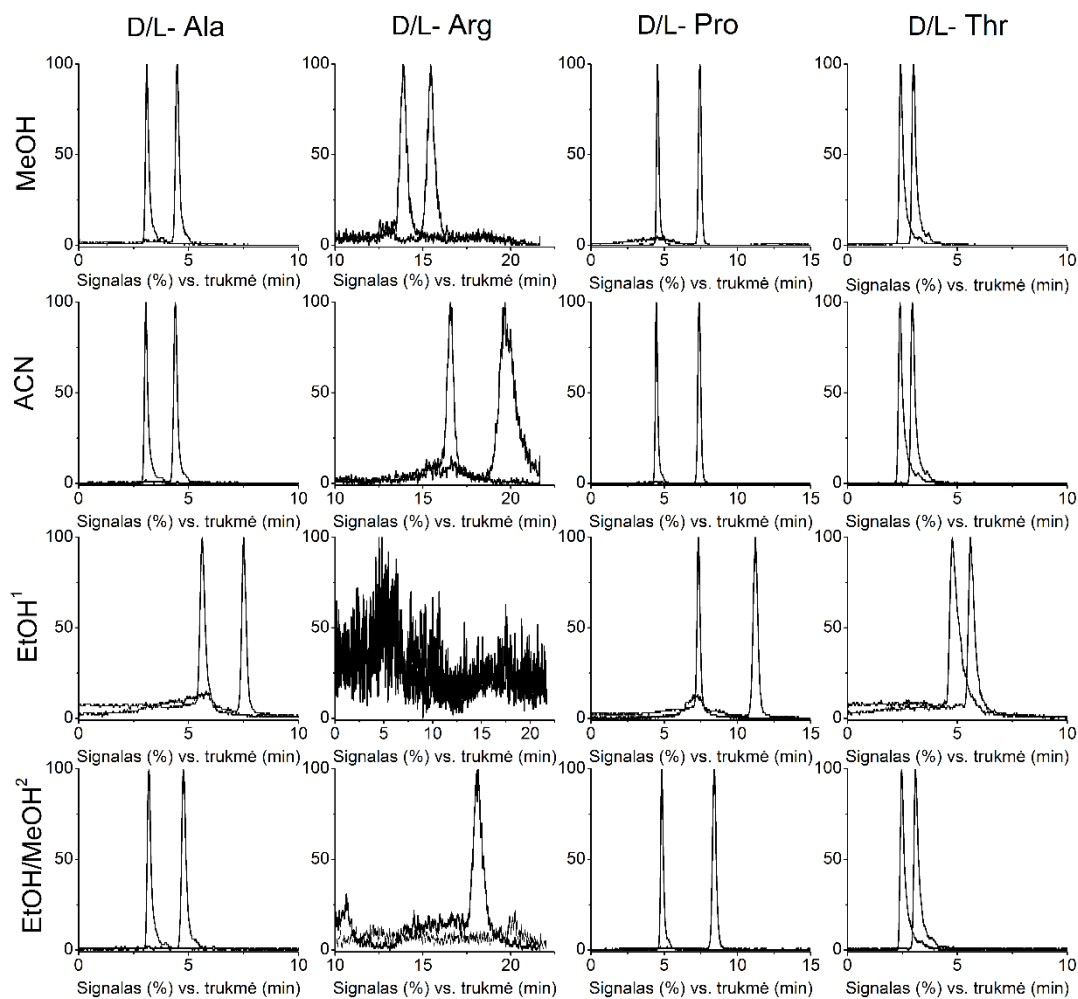 D/L- Ala D/L- Arg D/L- Pro D/L- Thr
MeOH
100 100 100 100
50 50 50 50
0 0 0 0
0 5 10 10 15 20 0 5 10 15 0 5 10
Signalas (%) vs. trukmė (min) Signalas (%) vs. trukmė (min) Signalas (%) vs. trukmė (min) Signalas (%) vs. trukmė (min)
ACN
100 100 100 100
50 50 50 50
0 0 0 0
0 5 10 10 15 20 0 5 10 15 0 5 10
Signalas (%) vs. trukmė (min) Signalas (%) vs. trukmė (min) Signalas (%) vs. trukmė (min) Signalas (%) vs. trukmė (min)
EtOH¹
100 100 100 100
50 50 50 50
0 0 0 0
0 5 10 0 5 10 15 20 0 5 10 15 0 5 10
Signalas (%) vs. trukmė (min) Signalas (%) vs. trukmė (min) Signalas (%) vs. trukmė (min) Signalas (%) vs. trukmė (min)
EtOH/MeOH²
100 100 100 100
50 50 50 50
0 0 0 0
0 5 10 10 15 20 0 5 10 15 0 5 10
Signalas (%) vs. trukmė (min) Signalas (%) vs. trukmė (min) Signalas (%) vs. trukmė (min) Signalas (%) vs. trukmė (min)